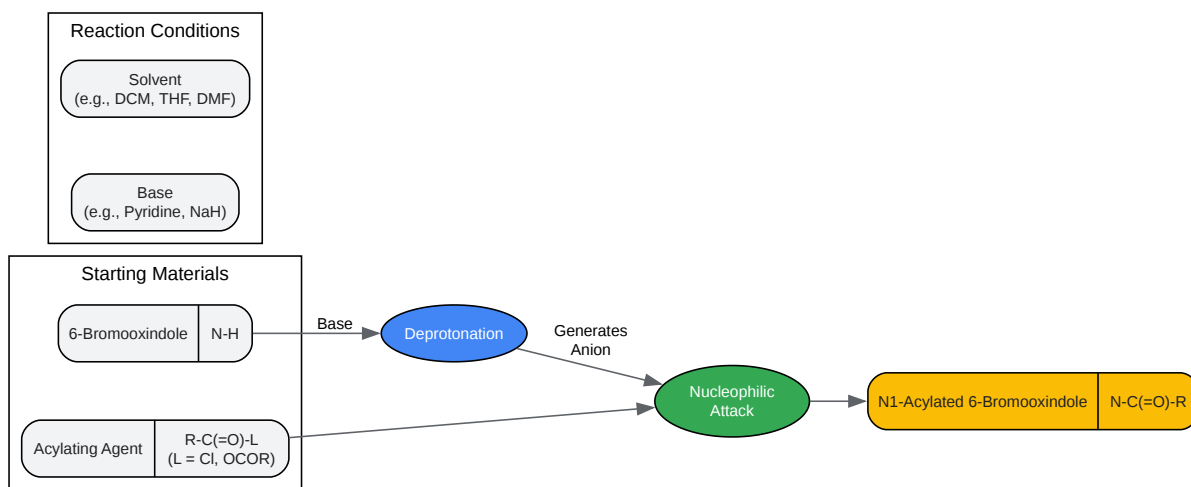 Reaction Conditions
Solvent
(e.g., DCM, THF, DMF)
Base
(e.g., Pyridine, NaH)
Starting Materials
6-Bromooxindole
N-H
Base
Deprotonation
Generates
Anion
Acylating Agent
R-C(=O)-L
(L = Cl, OCOR)
Nucleophilic
Attack
N1-Acylated 6-Bromooxindole
N-C(=O)-R